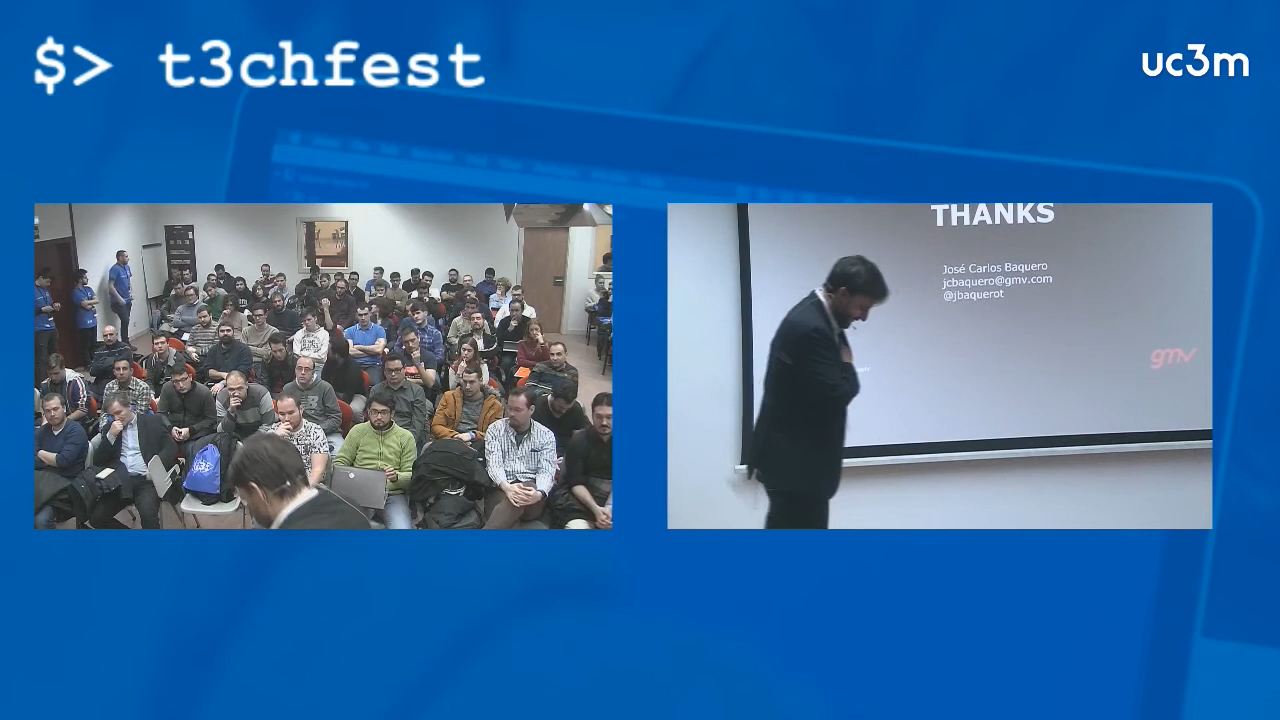 $> t3chfest
uc3m
THANKS
José Carlos Baquero
jcbaquero@gmv.com
@jbaquerot
gmv